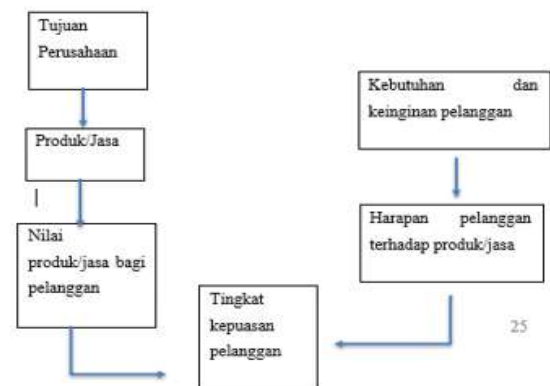 Tujuan
Perusahaan
Produk/Jasa
Nilai
produk/jasa bagi
pelanggan
Kebutuhan dan
keinginan pelanggan
Harapan pelanggan
terhadap produk/jasa
Tingkat
kepuasan
pelanggan
25